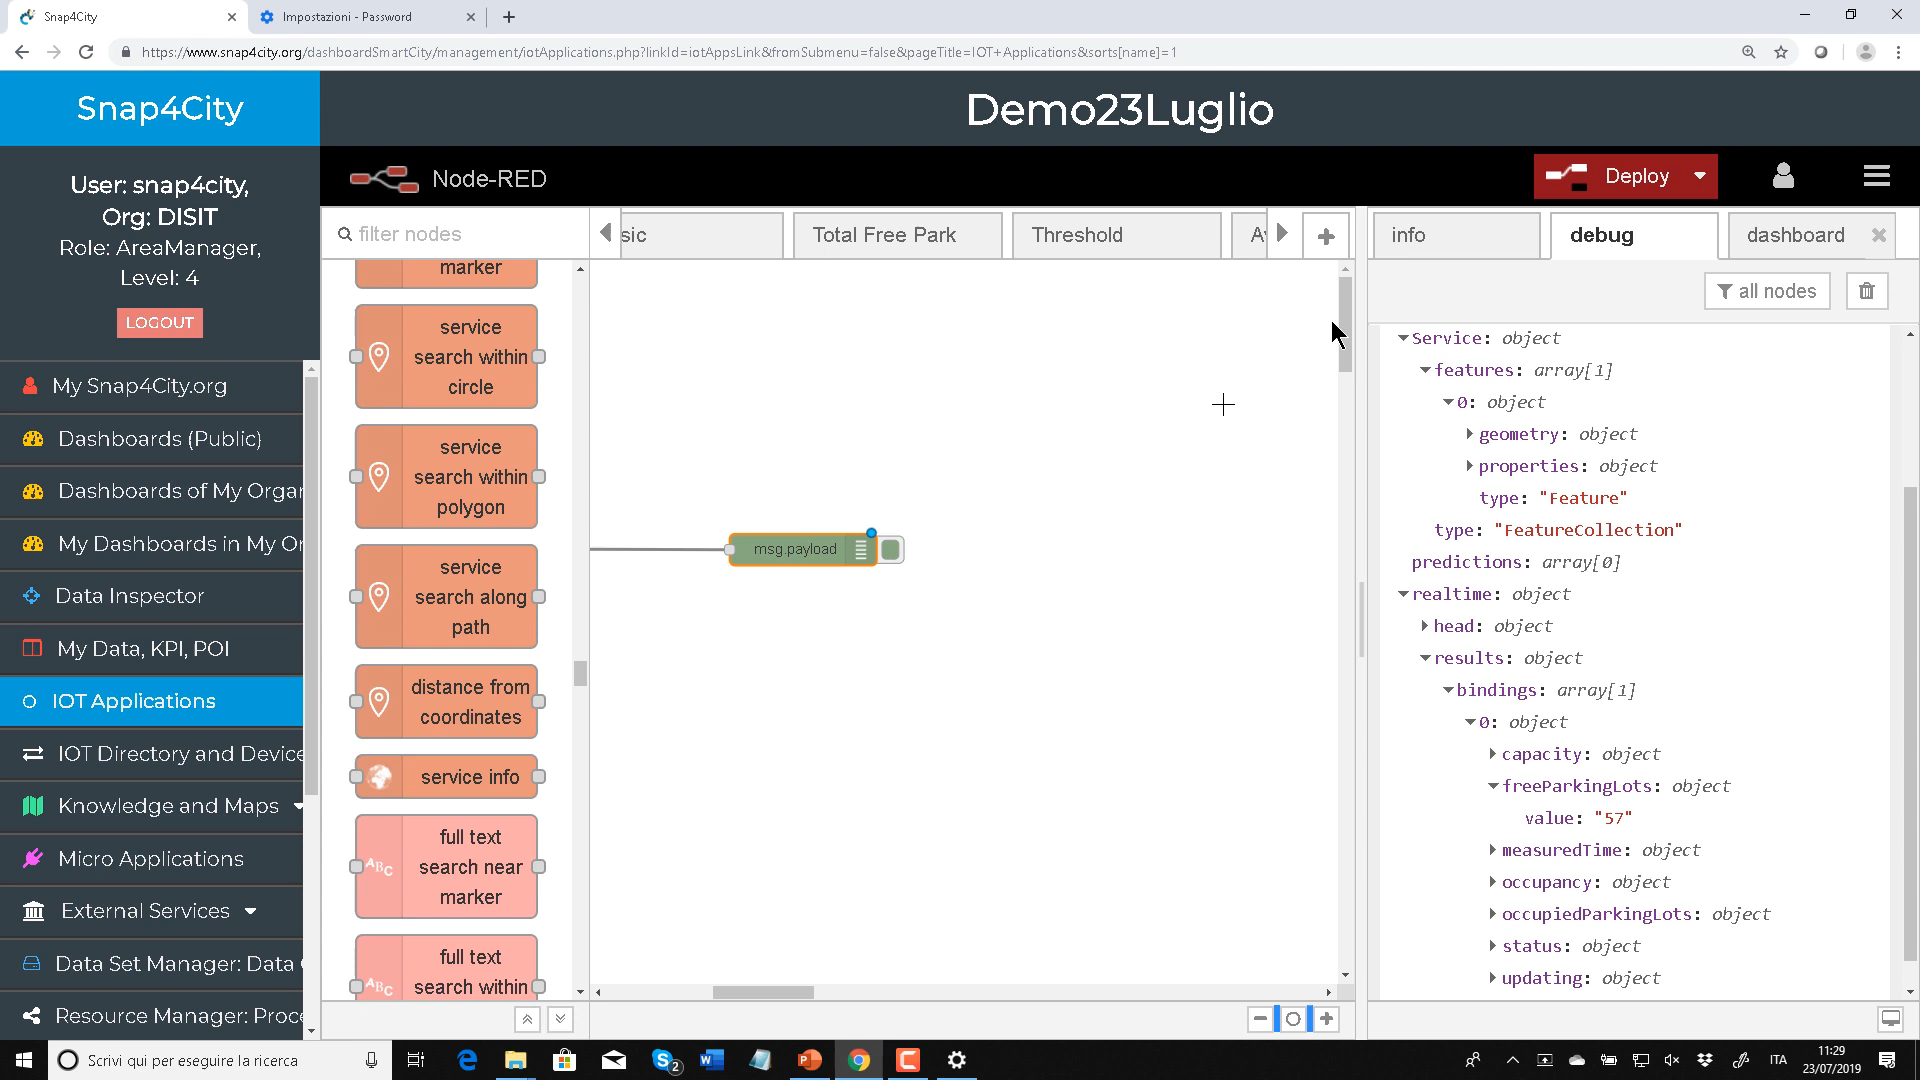 Snap4City
Impostazioni - Password
https://www.snap4city.org/dashboardSmartCity/management/iotApplications.php?linkId=iotAppsLink&fromSubmenu=false&pageTitle=IOT+Applications&sorts[name]=1
Snap4City
Demo23Luglio
User: snap4city,
Org: DISIT
Role: AreaManager,
Level: 4
LOGOUT
My Snap4City.org
Dashboards (Public)
Dashboards of My Organ
My Dashboards in My Or
Data Inspector
My Data, KPI, POI
IOT Applications
IOT Directory and Device
Knowledge and Maps
Micro Applications
External Services
Data Set Manager: Data
Resource Manager: Proce
Node-RED
Deploy
filter nodes
marker
service
search within
circle
service
search within
polygon
service
search along
path
distance from
coordinates
service info
ABC
full text
search near
marker
ABC
full text
search within
sic
Total Free Park
Threshold
Av
msg.payload
info
debug
dashboard
all nodes
Service: object
features: array[1]
0: object
geometry: object
properties: object
type: "Feature"
type: "FeatureCollection"
predictions: array[0]
realtime: object
head: object
results: object
bindings: array[1]
0: object
capacity: object
freeParkingLots: object
value: "57"
measuredTime: object
occupancy: object
occupiedParkingLots: object
status: object
updating: object
Scrivi qui per eseguire la ricerca
2
ITA
11:29
23/07/2019